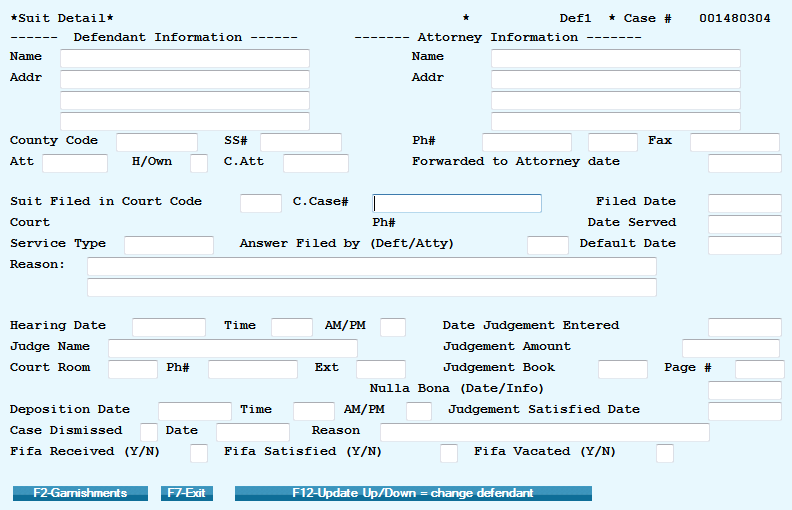 *Suit Detail* * Def1 * Case # 001480304
------ Defendant Information ------ ------- Attorney Information -------
Name Name
Addr Addr
County Code SS# Ph# Fax
Att H/Own C.Att Forwarded to Attorney date
Suit Filed in Court Code C.Case# Filed Date
Court Ph# Date Served
Service Type Answer Filed by (Deft/Atty) Default Date
Reason:
Hearing Date Time AM/PM Date Judgement Entered
Judge Name Judgement Amount
Court Room Ph# Ext Judgement Book Page #
Nulla Bona (Date/Info)
Deposition Date Time AM/PM Judgement Satisfied Date
Case Dismissed Date Reason
Fifa Received (Y/N) Fifa Satisfied (Y/N) Fifa Vacated (Y/N)
F2-Garnishments F7-Exit F12-Update Up/Down = change defendant